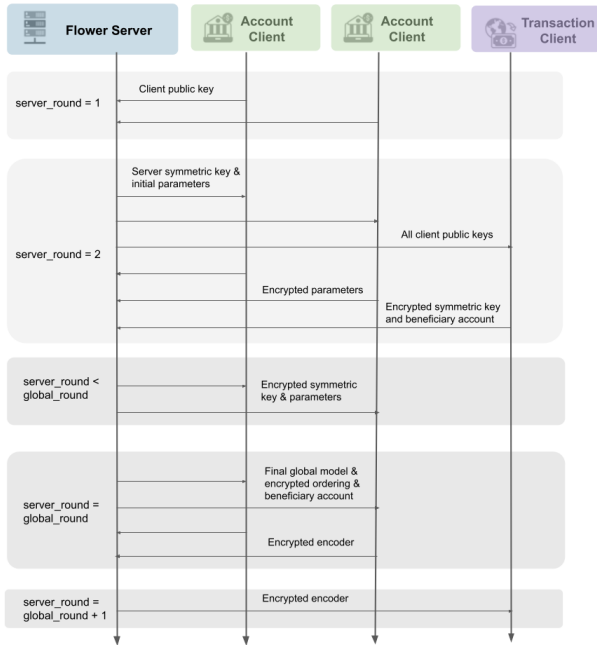 Flower Server
Account
Client
Account
Client
Transaction
Client
server_round = 1
Client public key
server_round = 2
Server symmetric key &
initial parameters
All client public keys
Encrypted parameters
Encrypted symmetric key
and beneficiary account
server_round <
global_round
Encrypted symmetric
key & parameters
server_round =
global_round
Final global model &
encrypted ordering &
beneficiary account
Encrypted encoder
server_round =
global_round + 1
Encrypted encoder